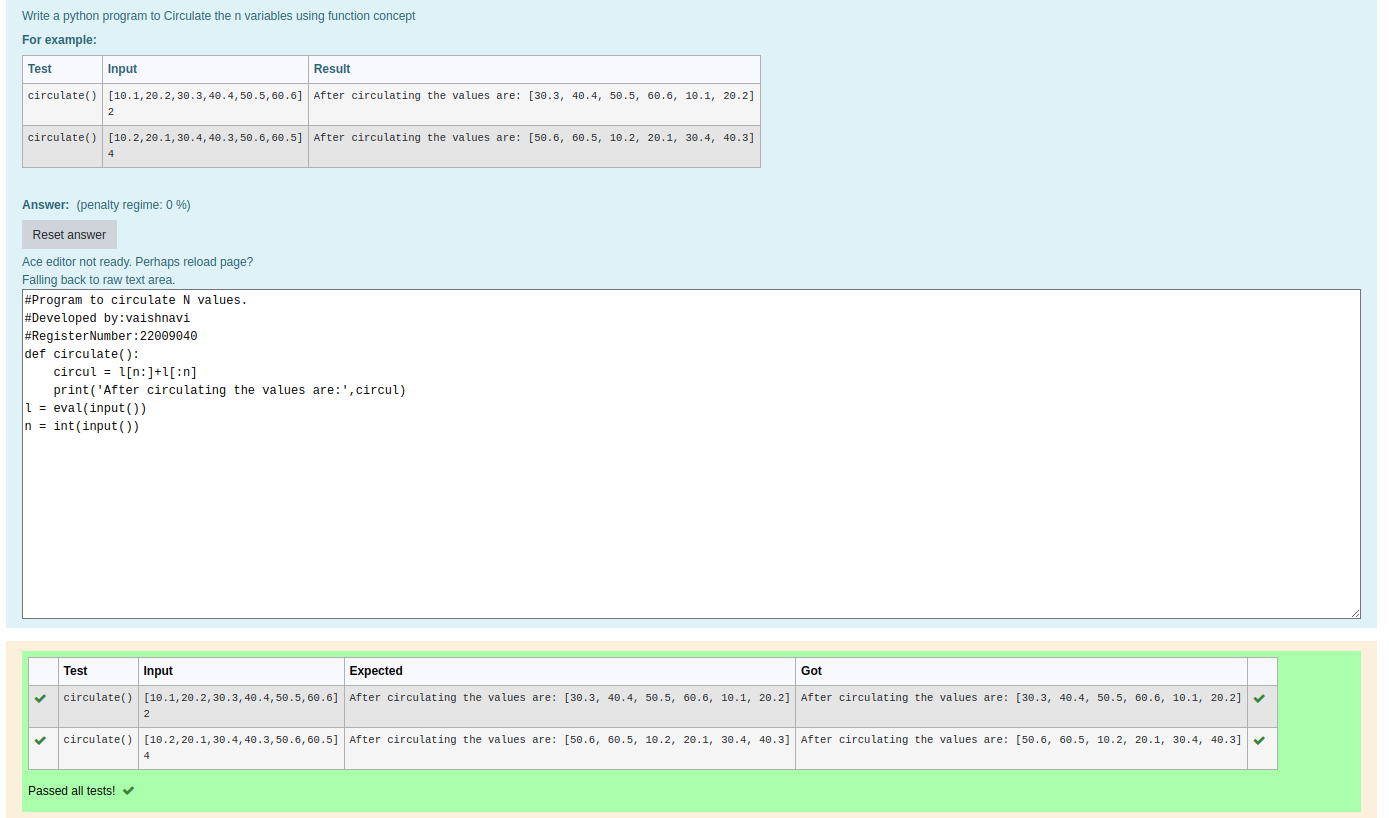 Write a python program to Circulate the n variables using function concept
For example:
Test Input Result
circulate() [10.1,20.2,30.3,40.4,50.5,60.6] After circulating the values are: [30.3, 40.4, 50.5, 60.6, 10.1, 20.2]
2
circulate() [10.2,20.1,30.4,40.3,50.6,60.5] After circulating the values are: [50.6, 60.5, 10.2, 20.1, 30.4, 40.3]
4
Answer: (penalty regime: 0 %)
Reset answer
Ace editor not ready. Perhaps reload page?
Falling back to raw text area.
#Program to circulate N values.
#Developed by:vaishnavi
#RegisterNumber:22009040
def circulate():
    circul = l[n:]+l[:n]
    print('After circulating the values are:',circul)
l = eval(input())
n = int(input())
Test Input Expected Got
circulate() [10.1,20.2,30.3,40.4,50.5,60.6] After circulating the values are: [30.3, 40.4, 50.5, 60.6, 10.1, 20.2] After circulating the values are: [30.3, 40.4, 50.5, 60.6, 10.1, 20.2]
2
circulate() [10.2,20.1,30.4,40.3,50.6,60.5] After circulating the values are: [50.6, 60.5, 10.2, 20.1, 30.4, 40.3] After circulating the values are: [50.6, 60.5, 10.2, 20.1, 30.4, 40.3]
4
Passed all tests!